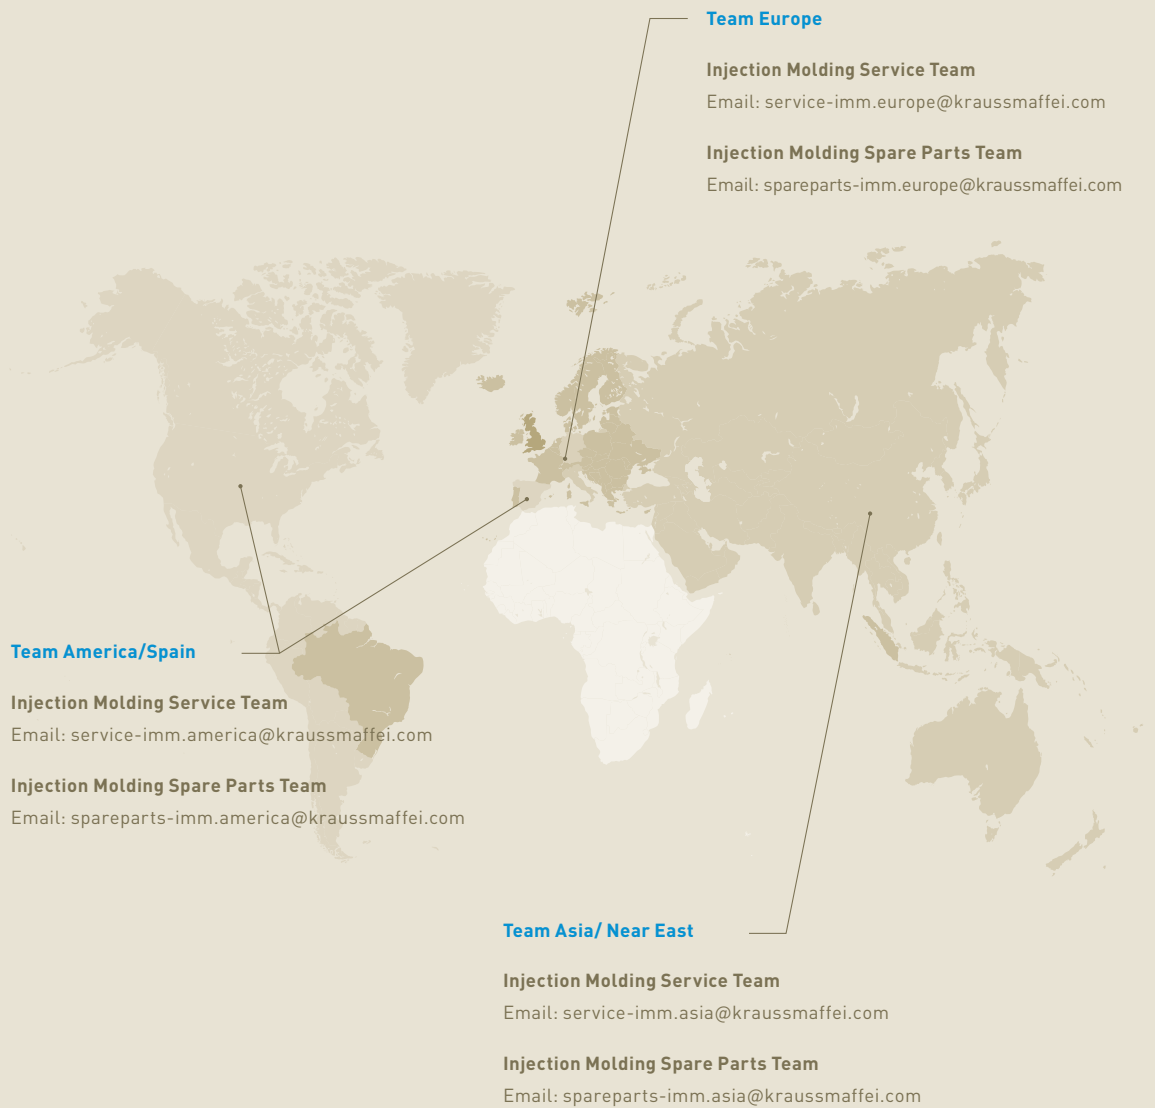 Team Europe
Injection Molding Service Team
Email: service-imm.europe@kraussmaffei.com
Injection Molding Spare Parts Team
Email: spareparts-imm.europe@kraussmaffei.com
Team America/Spain
Injection Molding Service Team
Email: service-imm.america@kraussmaffei.com
Injection Molding Spare Parts Team
Email: spareparts-imm.america@kraussmaffei.com
Team Asia/ Near East
Injection Molding Service Team
Email: service-imm.asia@kraussmaffei.com
Injection Molding Spare Parts Team
Email: spareparts-imm.asia@kraussmaffei.com